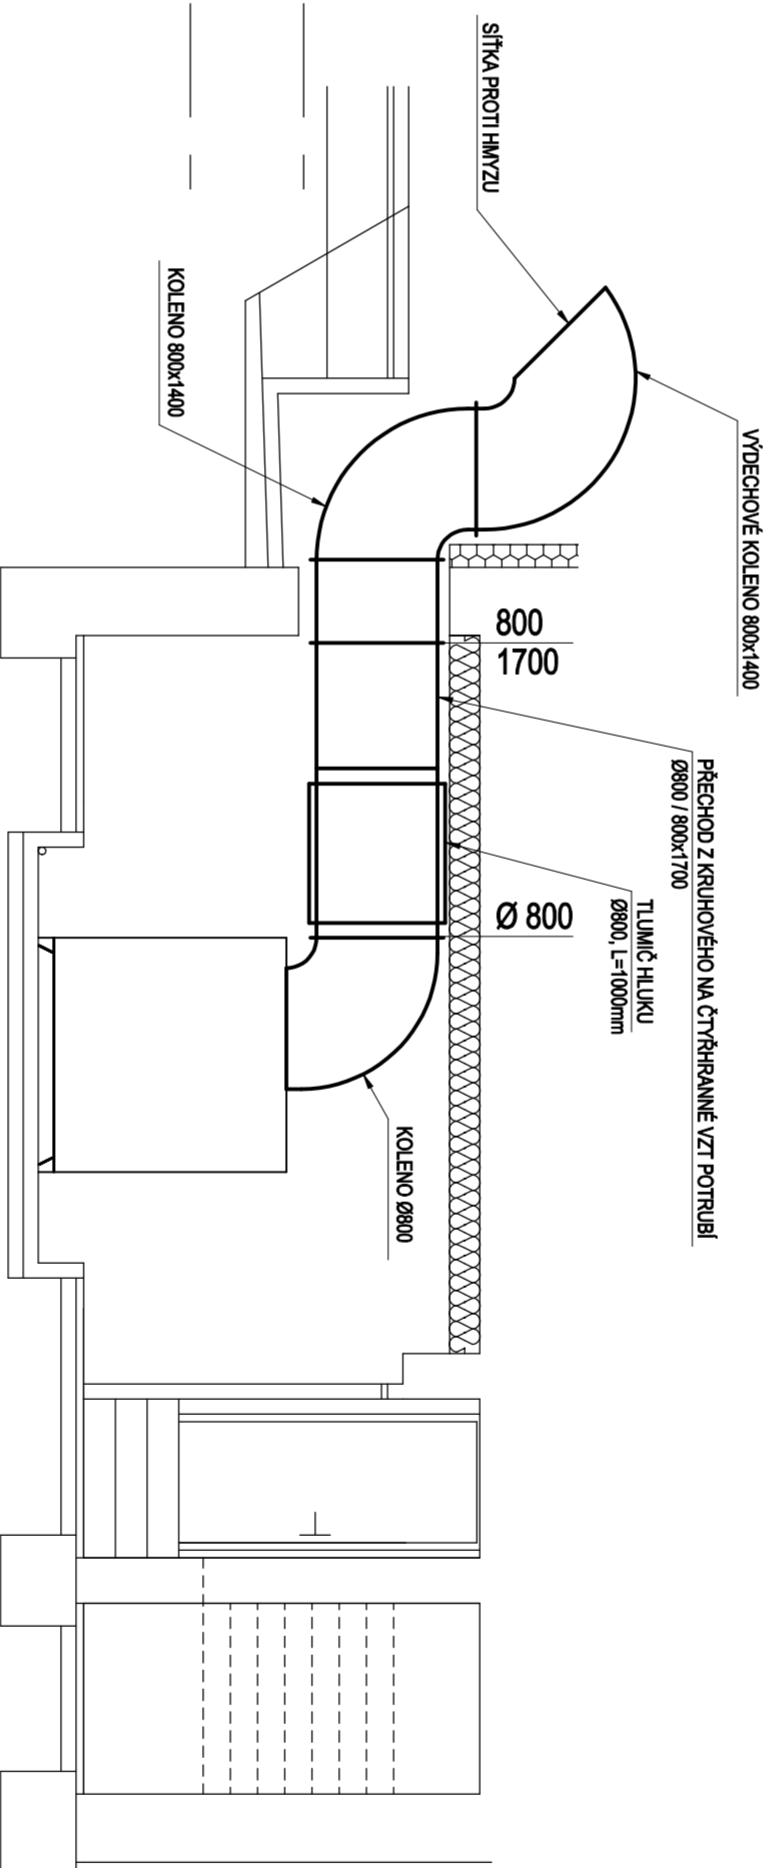 SÍŤKA PROTI HMYZU
VÝDECHOVÉ KOLENO 800x1400
KOLENO 800x1400
800
1700
PŘECHOD Z KRUHOVÉHO NA ČTYŘHRANNÉ VZT POTRUBÍ
Ø800 / 800x1700
TLUMIČ HLUKU
Ø800, L=1000mm
Ø 800
KOLENO Ø800